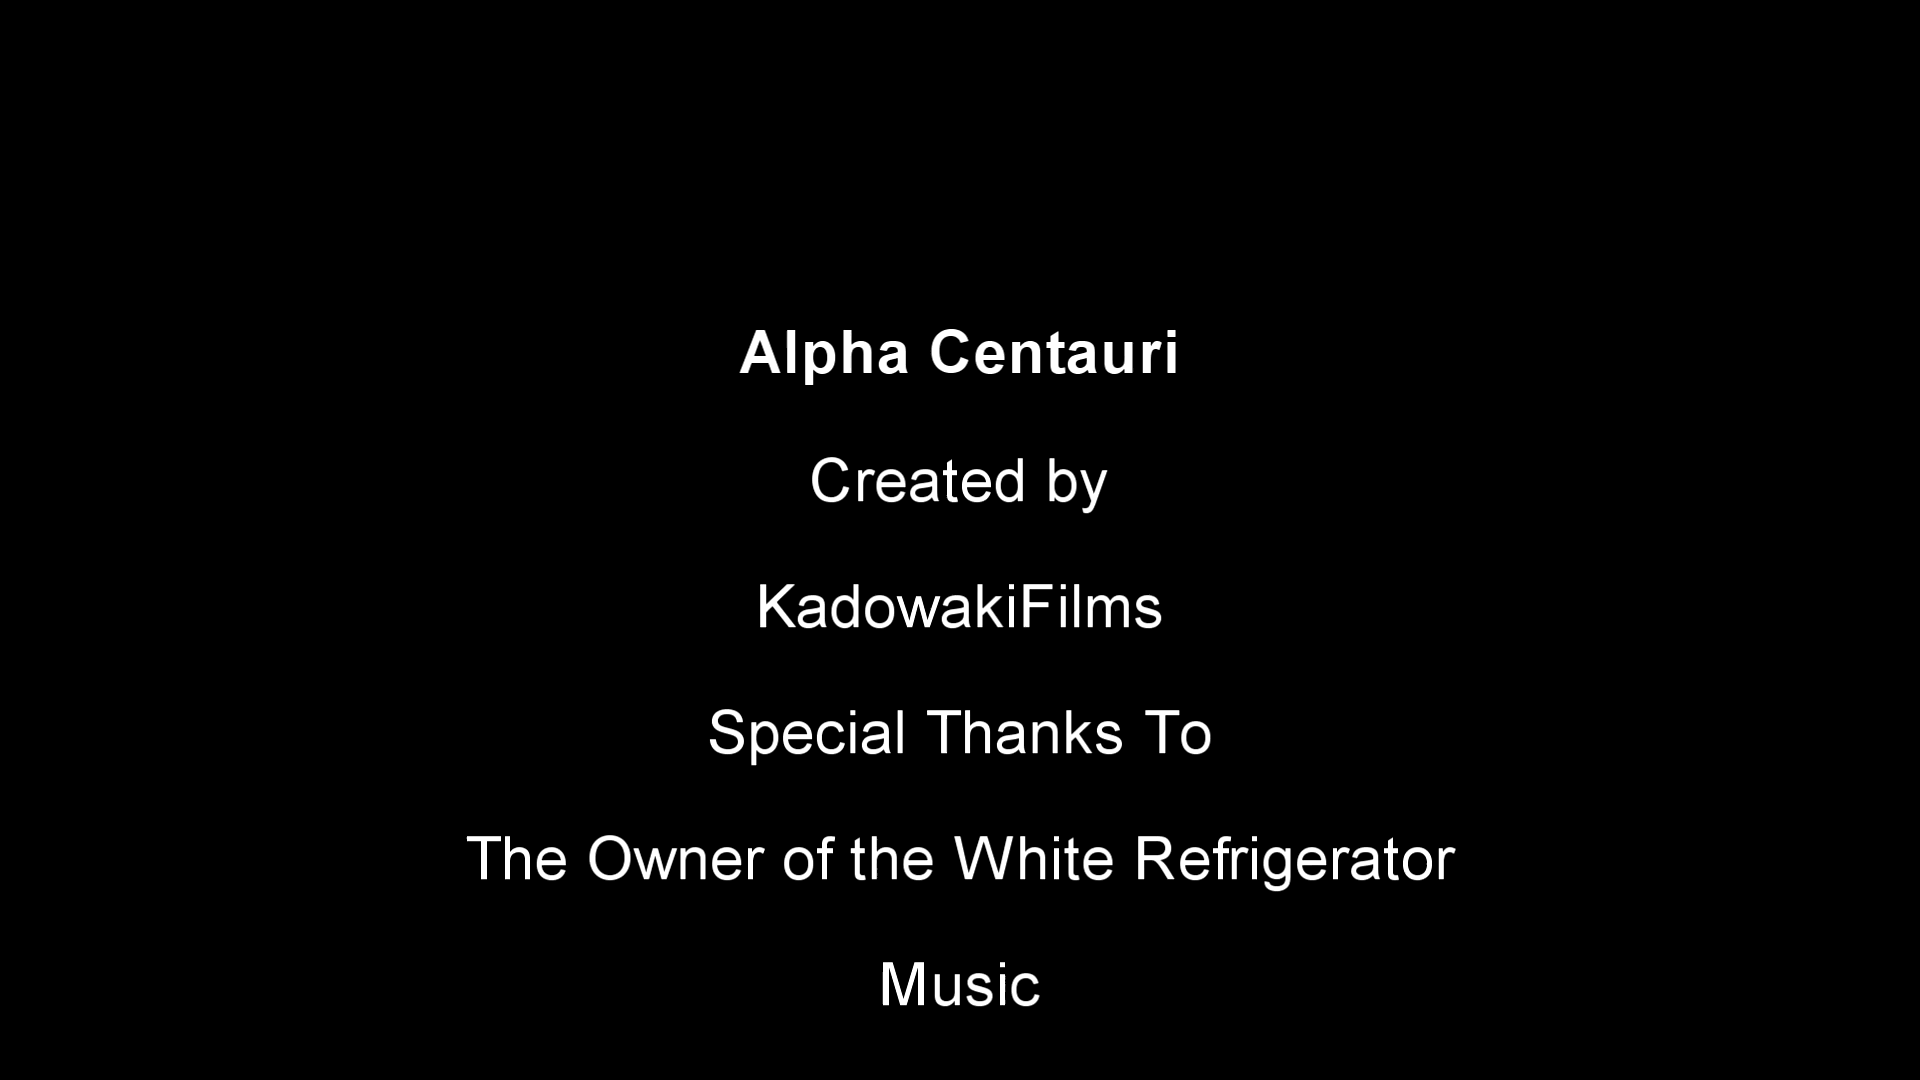 Alpha Centauri
Created by
KadowakiFilms
Special Thanks To
The Owner of the White Refrigerator
Music